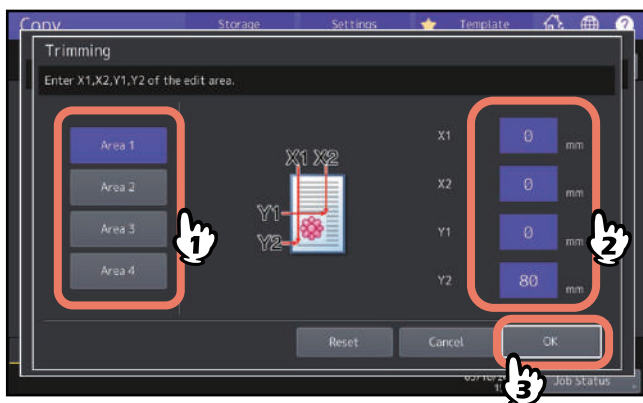 Copy Storage Settings Template
Trimming
Enter X1,X2,Y1,Y2 of the edit area.
Area 1
Area 2
Area 3
Area 4
1
X1 X2
Y1
Y2
X1 0 mm
X2 0 mm
Y1 0 mm
Y2 80 mm
2
Reset Cancel OK
3
Job Status